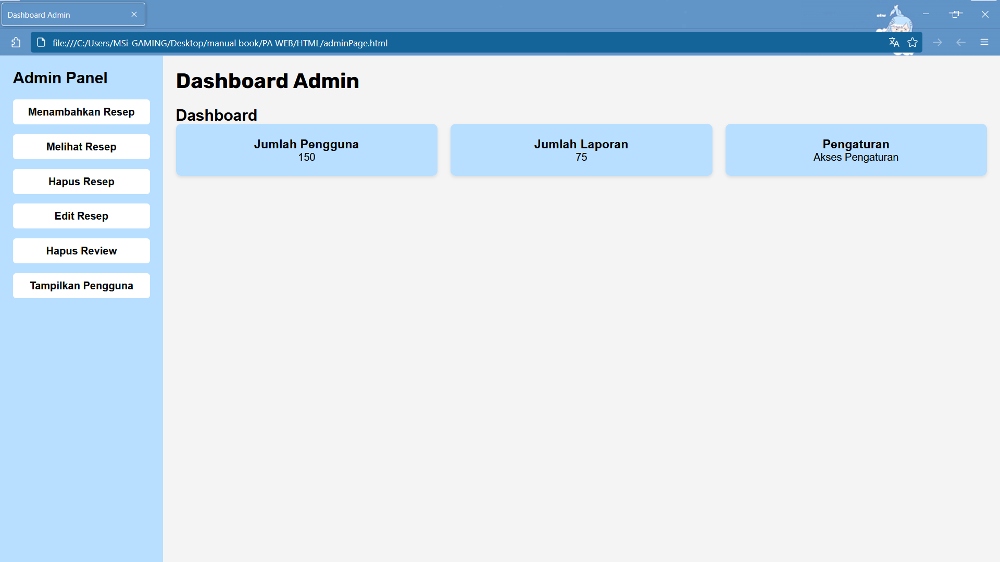 Dashboard Admin
otw
file:///C:/Users/MSi-GAMING/Desktop/manual book/PA WEB/HTML/adminPage.html
Admin Panel
Menambahkan Resep
Melihat Resep
Hapus Resep
Edit Resep
Hapus Review
Tampilkan Pengguna
Dashboard Admin
Dashboard
Jumlah Pengguna
150
Jumlah Laporan
75
Pengaturan
Akses Pengaturan